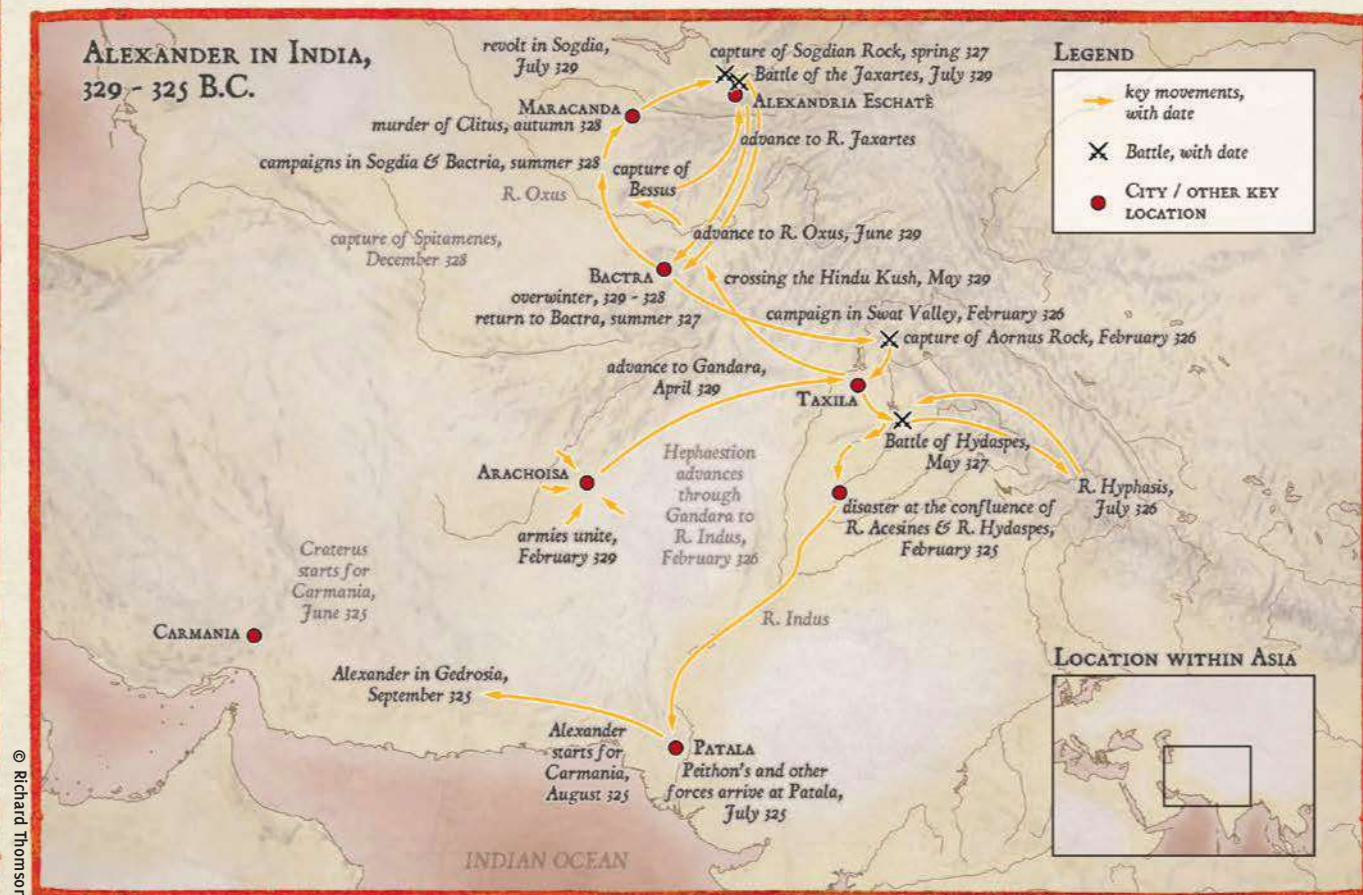 ALEXANDER IN INDIA,
329 - 325 B.C.
revolt in Sogdia,
July 329
capture of Sogdian Rock, spring 327
Battle of the Jaxartes, July 329
ALEXANDRIA ESCHATÊ
MARACANDA
murder of Clitus, autumn 328
advance to R. Jaxartes
campaigns in Sogdia & Bactria, summer 328
capture of
Bessus
R. Oxus
capture of Spitamenes,
December 328
advance to R. Oxus, June 329
BACTRA
overwinter, 329 - 328
return to Bactra, summer 327
crossing the Hindu Kush, May 329
campaign in Swat Valley, February 326
capture of Aornus Rock, February 326
advance to Gandara,
April 329
TAXILA
Battle of Hydaspes,
May 327
R. Hyphasis,
July 326
ARACHOISA
armies unite,
February 329
Hephaestion
advances
through
Gandara to
R. Indus,
February 326
disaster at the confluence of
R. Acesines & R. Hydaspes,
February 325
Craterus
starts for
Carmania,
June 325
CARMANIA
R. Indus
Alexander in Gedrosia,
September 325
Alexander
starts for
Carmania,
August 325
PATALA
Peithon's and other
forces arrive at Patala,
July 325
INDIAN OCEAN
LEGEND
key movements,
with date
Battle, with date
CITY / OTHER KEY
LOCATION
LOCATION WITHIN ASIA
© Richard Thomson